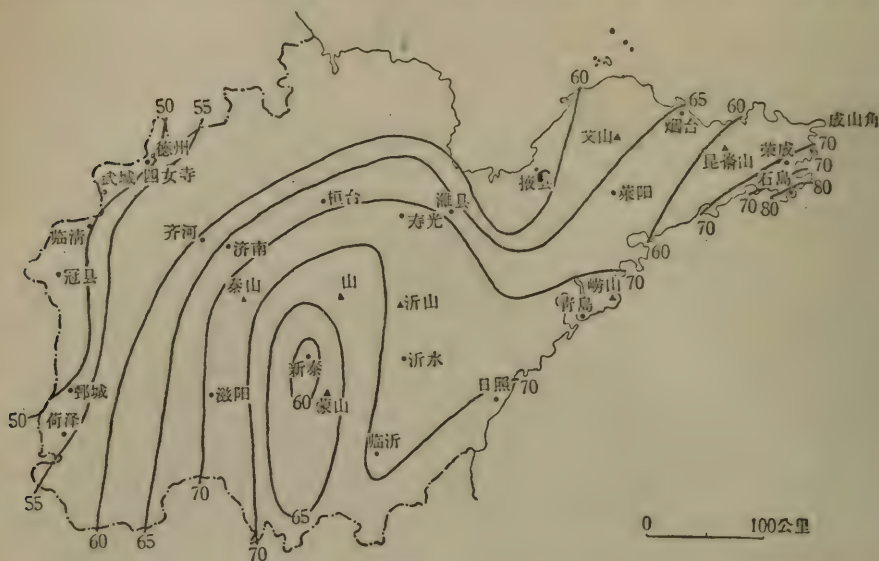 60
65
60
成山角
50
55
艾山
烟台
70
德州
昆嵛山
荣成
70
武城
四女寺
掖县
石岛
80
桓台
潍县
莱阳
70
80
70
临清
齐河
济南
寿光
60
冠县
泰山
山
沂山
崂山
70
青岛
新泰
沂水
日照
70
鄄城
滋阳
60
蒙山
50
荷泽
临沂
55
70
65
0
100公里
60
65
70